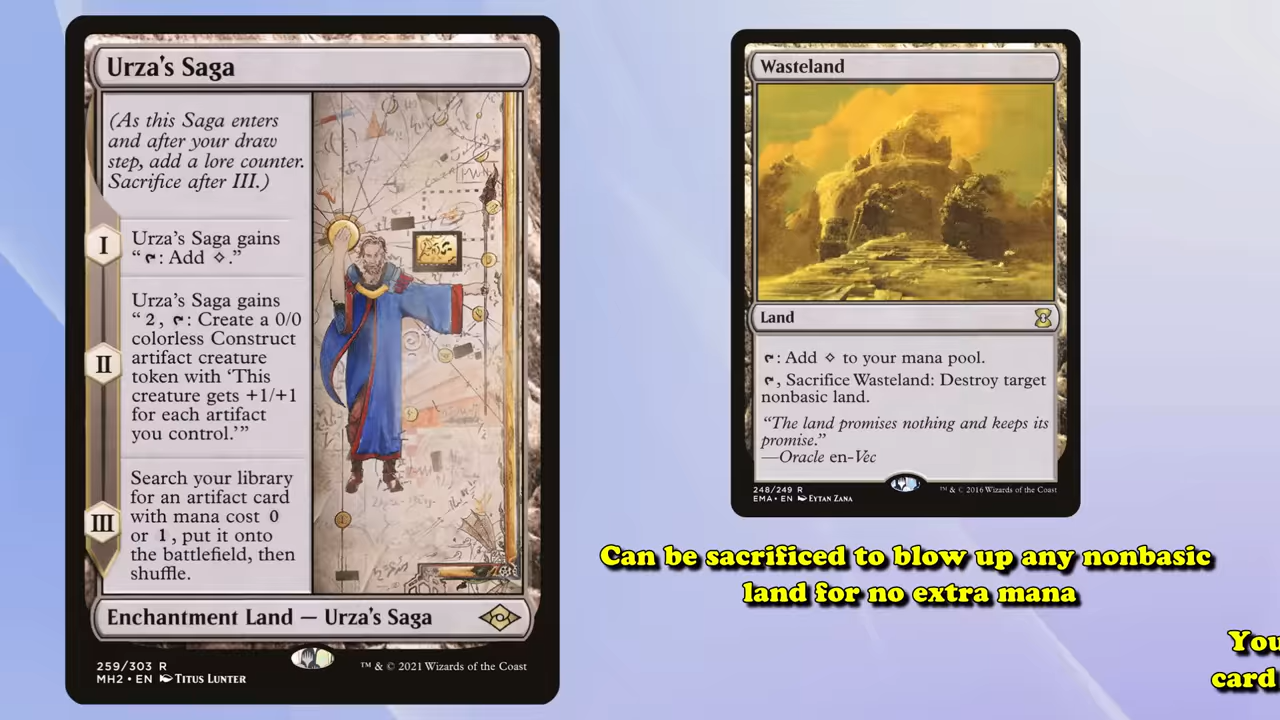 Urza's Saga
(As this Saga enters
and after your draw
step, add a lore counter.
Sacrifice after III.)
I
Urza's Saga gains
“: Add .”
II
Urza's Saga gains
“2, : Create a 0/0
colorless Construct
artifact creature
token with ‘This
creature gets +1/+1
for each artifact
you control.’”
III
Search your library
for an artifact card
with mana cost 0
or 1, put it onto
the battlefield, then
shuffle.
Enchantment Land — Urza's Saga
259/303 R
MH2 • EN Titus Lunter
™ & © 2021 Wizards of the Coast
Wasteland
Land
: Add to your mana pool.
, Sacrifice Wasteland: Destroy target
nonbasic land.
“The land promises nothing and keeps its
promise.”
—Oracle en-Vec
248/249 R
EMA • EN Eytan Zana
™ & © 2016 Wizards of the Coast
Can be sacrificed to blow up any nonbasic
land for no extra mana
You
card